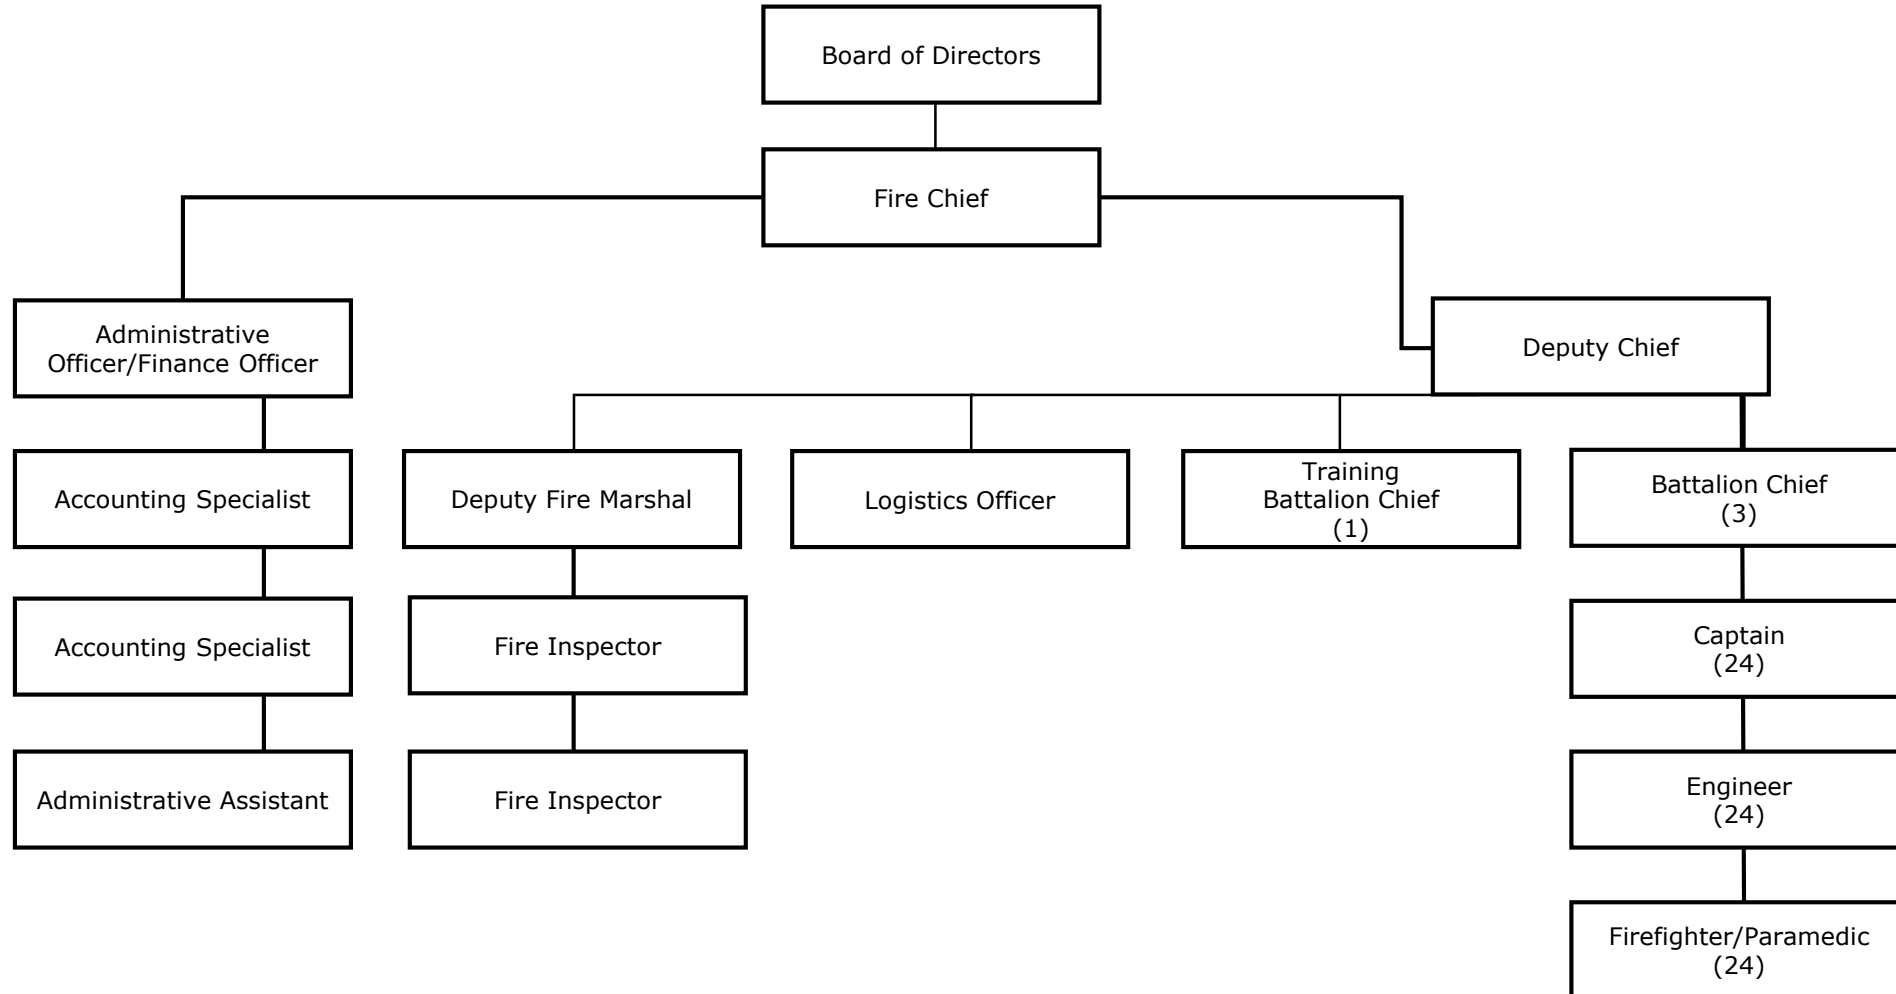 Board of Directors
Fire Chief
Administrative
Officer/Finance Officer
Deputy Chief
Accounting Specialist
Deputy Fire Marshal
Logistics Officer
Training
Battalion Chief
(1)
Battalion Chief
(3)
Accounting Specialist
Fire Inspector
Captain
(24)
Administrative Assistant
Fire Inspector
Engineer
(24)
Firefighter/Paramedic
(24)